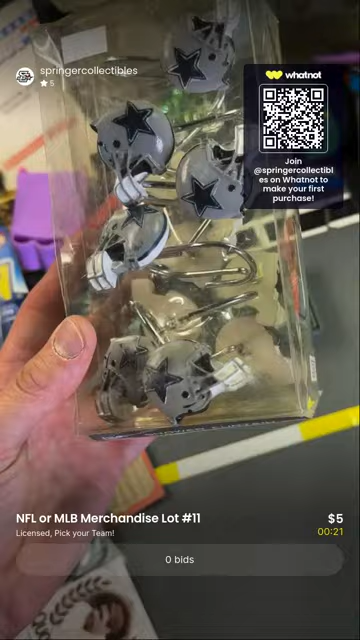 springercollectibles
★ 5
whatnot
Join
@springercollectibl
es on Whatnot to
make your first
purchase!
NFL or MLB Merchandise Lot #11
$5
Licensed, Pick your Team!
00:21
0 bids